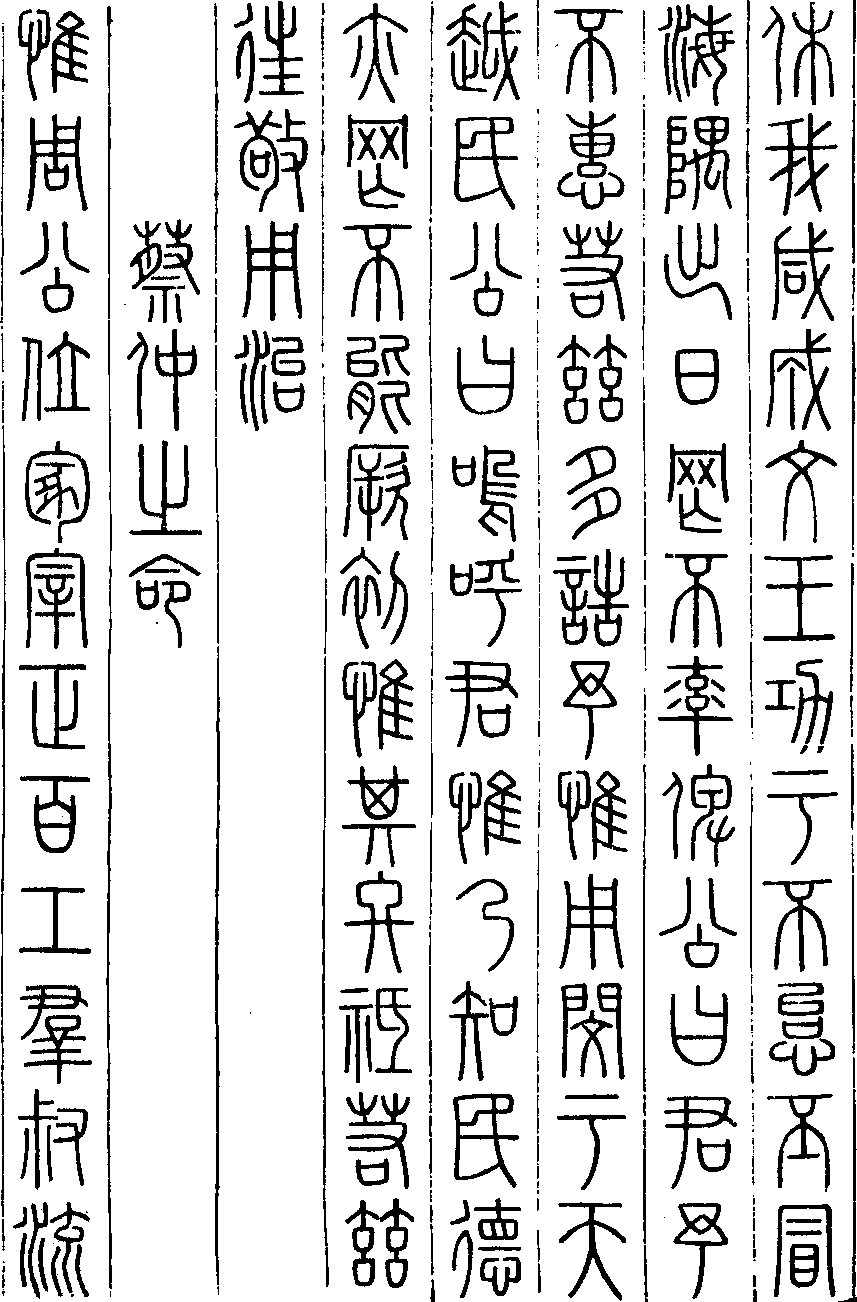 休我咸成文王功于不怠丕冒
海隅出日罔不率俾公曰君予
不惠若茲多誥予惟用閔于天
越民公曰嗚呼君惟乃知民德
亦罔不能厥初惟其終祗若茲
往敬用治
蔡仲之命
惟周公位冢宰正百工羣叔流